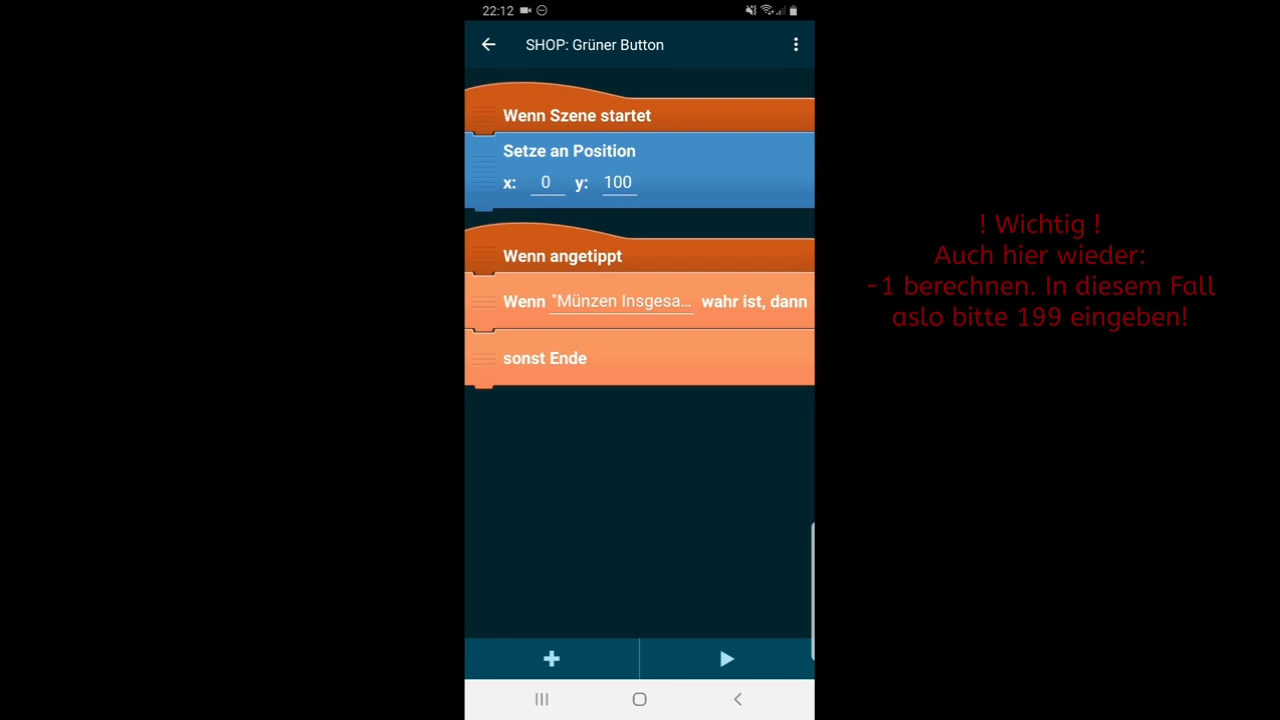 22:12
SHOP: Grüner Button
Wenn Szene startet
Setze an Position
x: 0 y: 100
Wenn angetippt
Wenn "Münzen Insgesa... wahr ist, dann
sonst Ende
! Wichtig !
Auch hier wieder:
-1 berechnen. In diesem Fall
aslo bitte 199 eingeben!